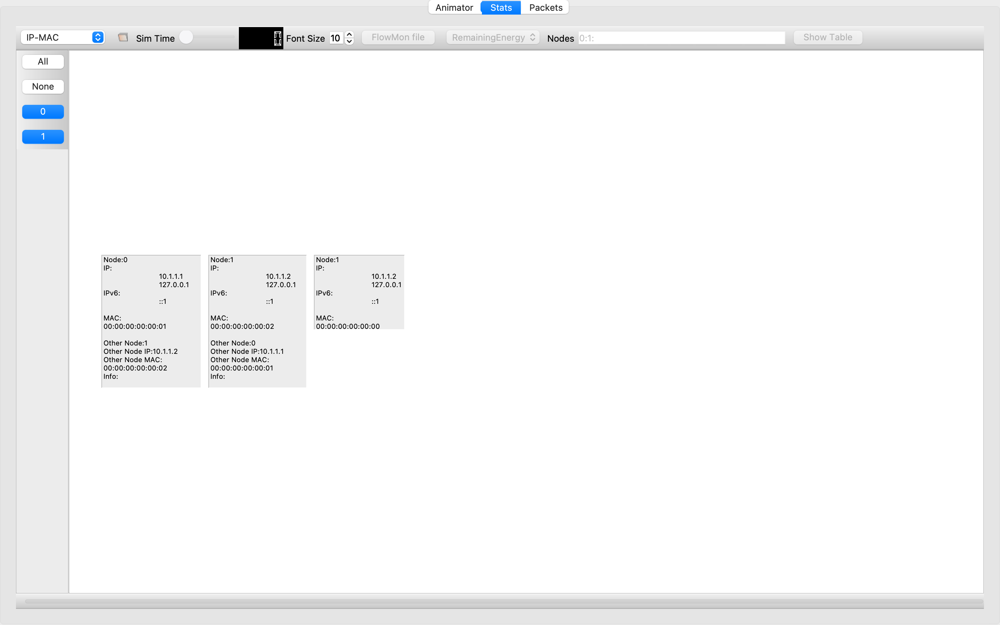 Animator Stats Packets
IP-MAC Sim Time 0 Font Size 10 FlowMon file RemainingEnergy Nodes 0:1: Show Table
All
None
0
1
Node:0
IP:
10.1.1.1
127.0.0.1
IPv6:
::1
MAC:
00:00:00:00:00:01
Other Node:1
Other Node IP:10.1.1.2
Other Node MAC:
00:00:00:00:00:02
Info:
Node:1
IP:
10.1.1.2
127.0.0.1
IPv6:
::1
MAC:
00:00:00:00:00:02
Other Node:0
Other Node IP:10.1.1.1
Other Node MAC:
00:00:00:00:00:01
Info:
Node:1
IP:
10.1.1.2
127.0.0.1
IPv6:
::1
MAC:
00:00:00:00:00:00